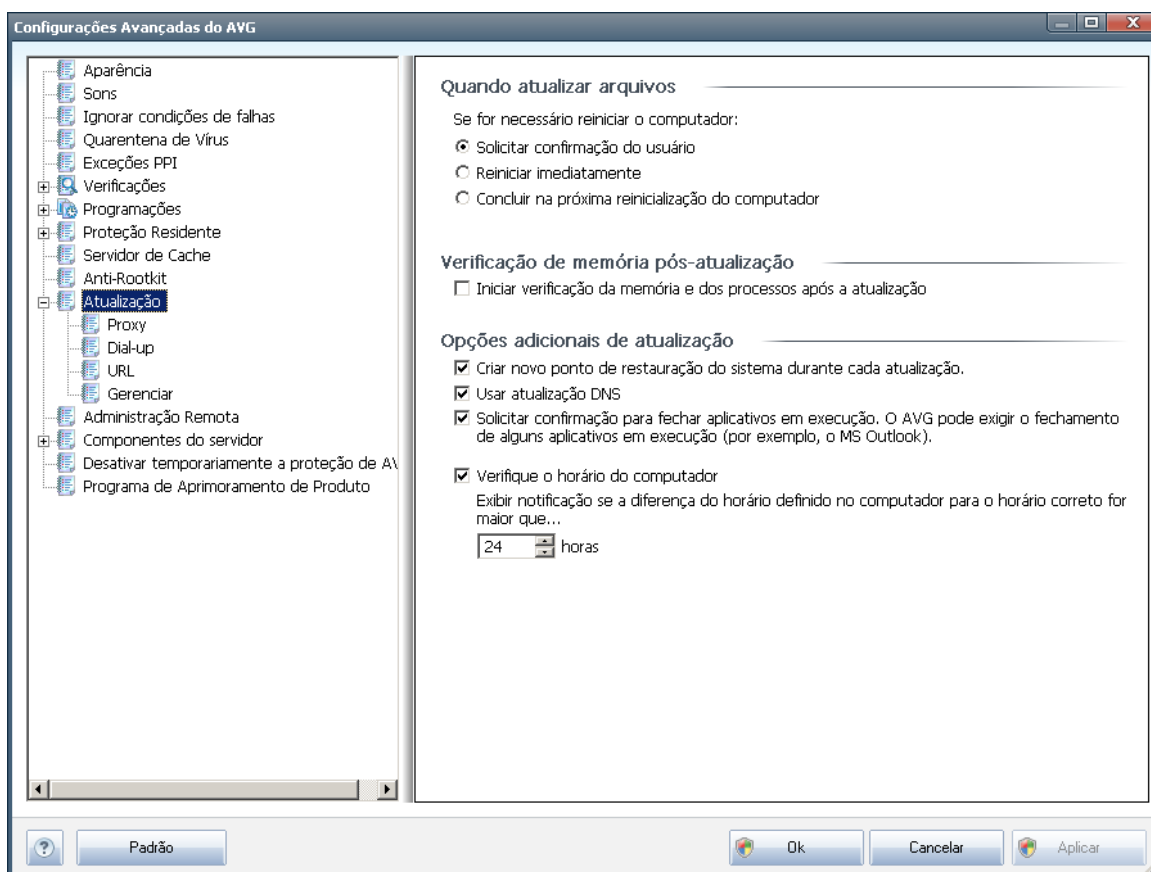 Configurações Avançadas do AVG
Aparência
Sons
Ignorar condições de falhas
Quarentena de Vírus
Exceções PPI
Verificações
Programações
Proteção Residente
Servidor de Cache
Anti-Rootkit
Atualização
Proxy
Dial-up
URL
Gerenciar
Administração Remota
Componentes do servidor
Desativar temporariamente a proteção de AV
Programa de Aprimoramento de Produto
Quando atualizar arquivos
Se for necessário reiniciar o computador:
Solicitar confirmação do usuário
Reiniciar imediatamente
Concluir na próxima reinicialização do computador
Verificação de memória pós-atualização
Iniciar verificação da memória e dos processos após a atualização
Opções adicionais de atualização
Criar novo ponto de restauração do sistema durante cada atualização.
Usar atualização DNS
Solicitar confirmação para fechar aplicativos em execução. O AVG pode exigir o fechamento
de alguns aplicativos em execução (por exemplo, o MS Outlook).
Verifique o horário do computador
Exibir notificação se a diferença do horário definido no computador para o horário correto for
maior que...
24 horas
? Padrão Ok Cancelar Aplicar